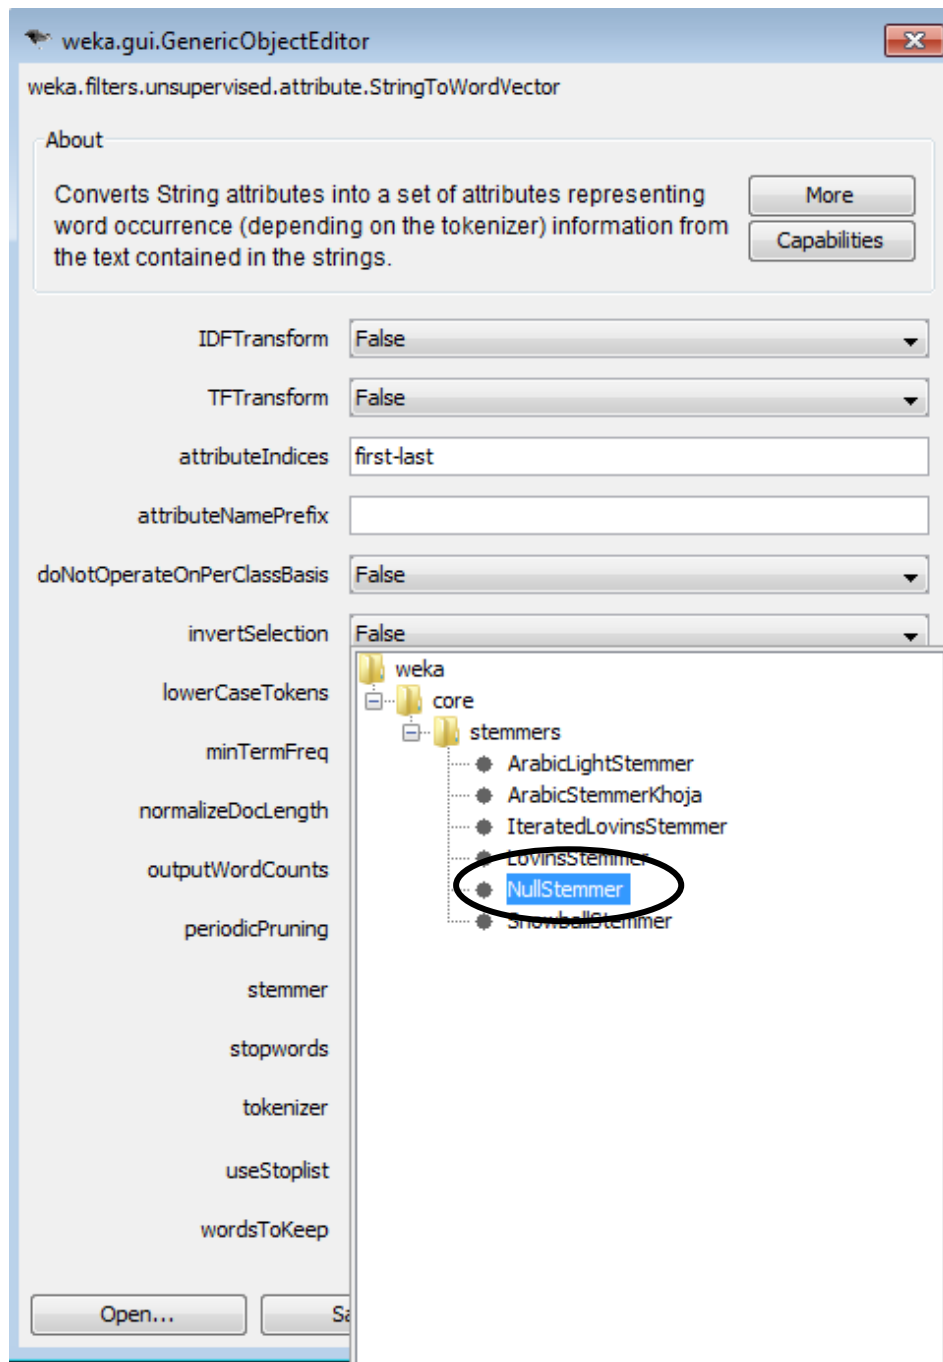 weka.gui.GenericObjectEditor
weka.filters.unsupervised.attribute.StringToWordVector
About
Converts String attributes into a set of attributes representing
word occurrence (depending on the tokenizer) information from
the text contained in the strings.
More
Capabilities
IDFTransform False
TFTransform False
attributeIndices first-last
attributeNamePrefix
doNotOperateOnPerClassBasis False
invertSelection False
weka
lowerCaseTokens
core
stemmers
minTermFreq
ArabicLightStemmer
ArabicStemmerKhoja
normalizeDocLength
IteratedLovinsStemmer
LovinsStemmer
outputWordCounts
NullStemmer
SnowballStemmer
periodicPruning
stemmer
stopwords
tokenizer
useStoplist
wordsToKeep
Open...
Sa